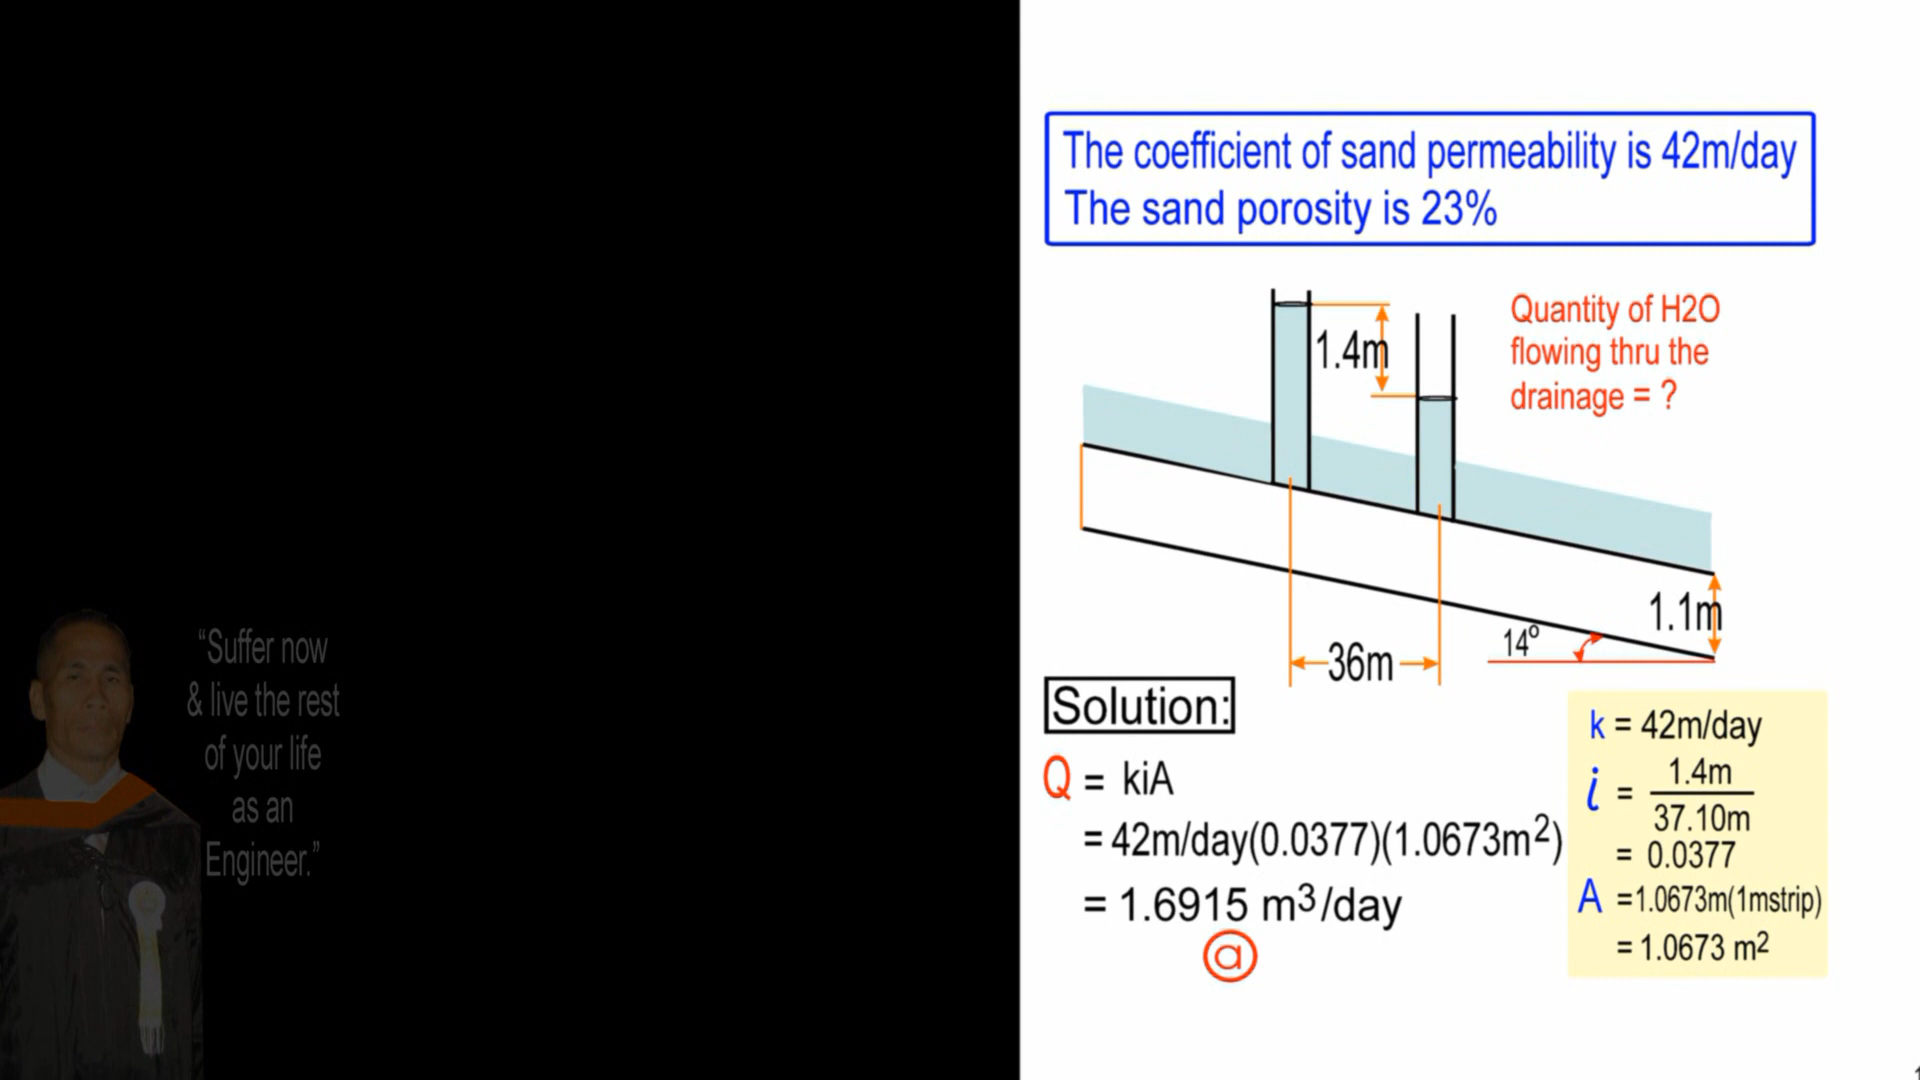 “Suffer now
& live the rest
of your life
as an
Engineer.”
The coefficient of sand permeability is 42m/day
The sand porosity is 23%
Quantity of H2O
flowing thru the
drainage = ?
1.4m
1.1m
14º
36m
Solution:
Q = kiA
= 42m/day(0.0377)(1.0673m²)
= 1.6915 m³/day
a
k = 42m/day
i = 1.4m
37.10m
= 0.0377
A =1.0673m(1mstrip)
= 1.0673 m²